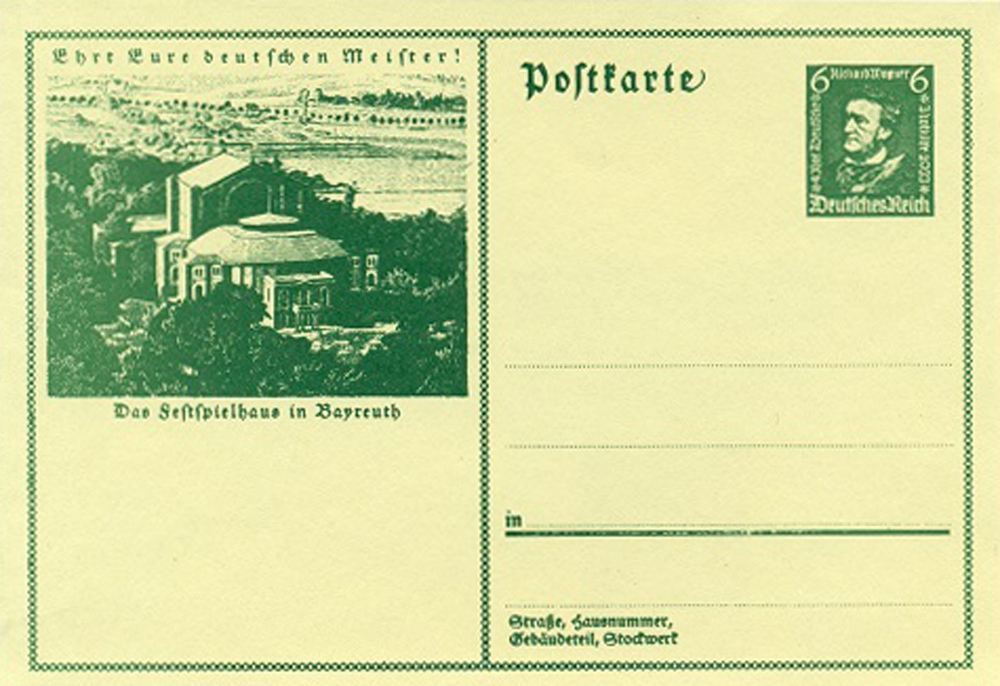 Ehrt Eure deutschen Meister!
Das Festspielhaus in Bayreuth
Postkarte
6 Richard Wagner 6
Deutsches Reich
in
Straße, Hausnummer,
Gebäudeteil, Stockwerk